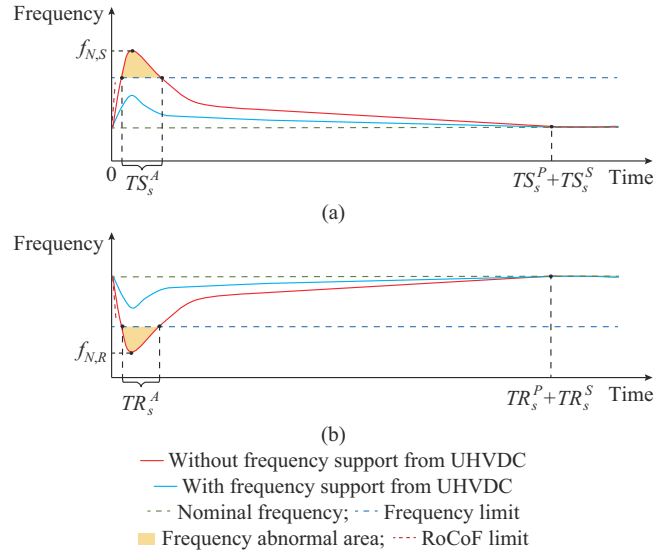 Frequency
f_{N,S}
0
TS_s^A
TS_s^P+TS_s^S
Time
(a)
Frequency
f_{N,R}
TR_s^A
TR_s^P+TR_s^S
Time
(b)
Without frequency support from UHVDC
With frequency support from UHVDC
Nominal frequency; Frequency limit
Frequency abnormal area; RoCoF limit